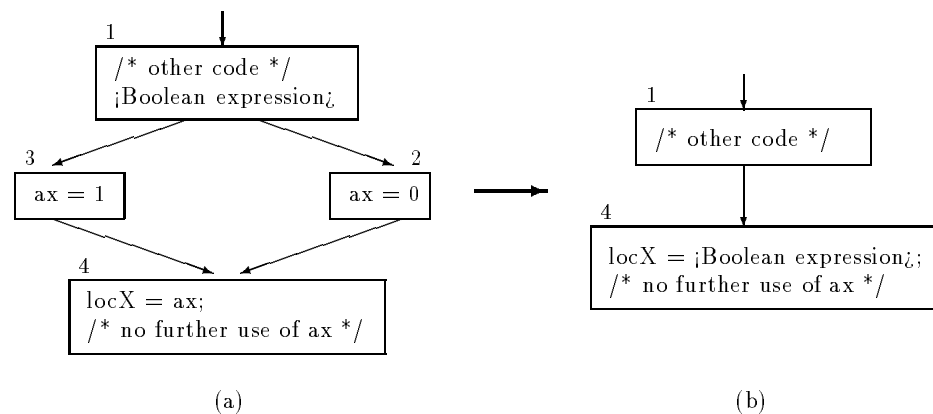 1
/* other code */
¡Boolean expression¿
3
2
ax = 1
ax = 0
4
locX = ax;
/* no further use of ax */
(a)
1
/* other code */
4
locX = ¡Boolean expression¿;
/* no further use of ax */
(b)